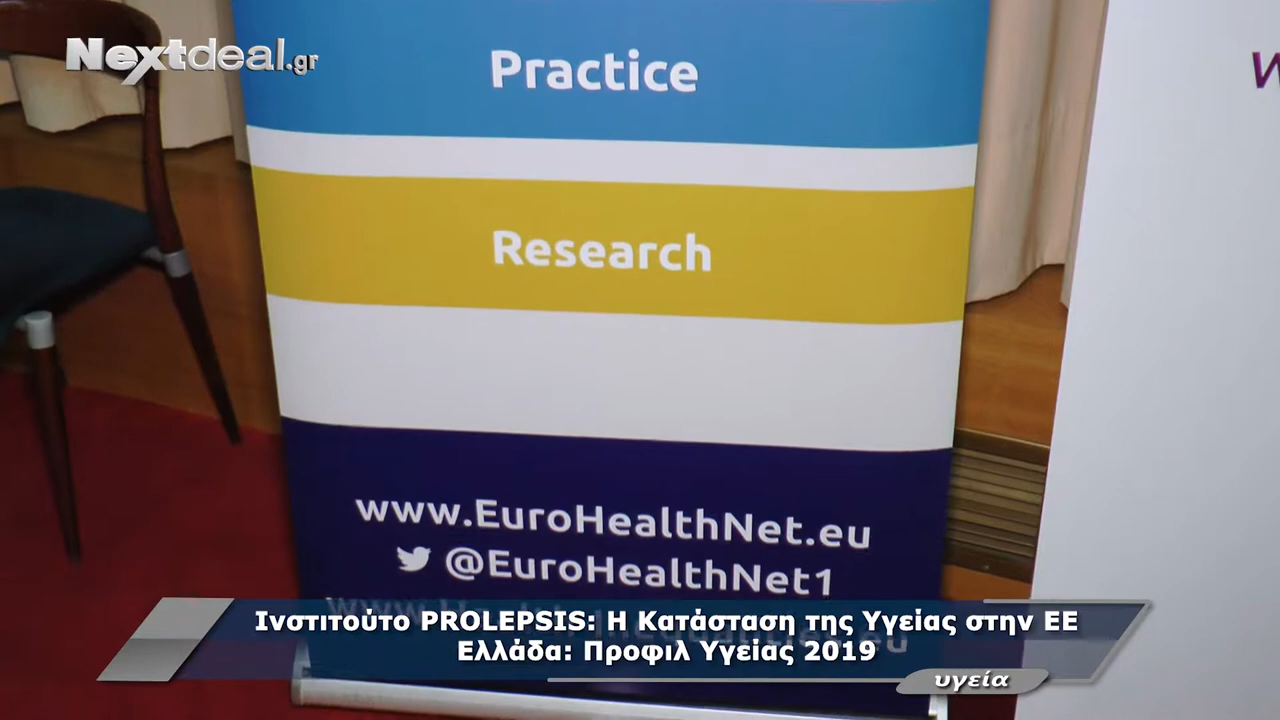 Nextdeal.gr
Practice
Research
www.EuroHealthNet.eu
@EuroHealthNet1
Ινστιτούτο PROLEPSIS: Η Κατάσταση της Υγείας στην ΕΕ
Ελλάδα: Προφιλ Υγείας 2019
υγεία